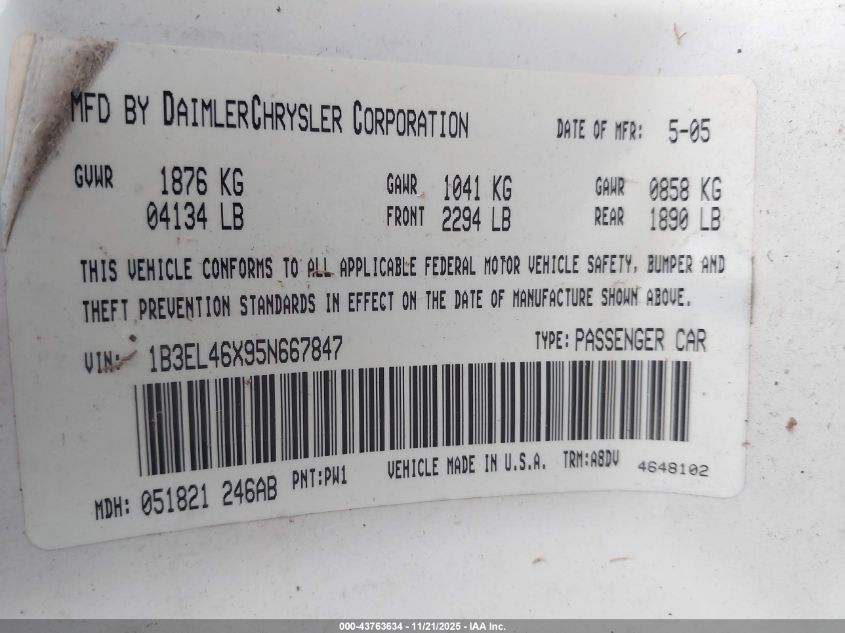 MFD BY DAIMLERCHRYSLER CORPORATION DATE OF MFR: 5-05
GVWR 1876 KG GAWR 1041 KG GAWR 0858 KG
04134 LB FRONT 2294 LB REAR 1890 LB
THIS VEHICLE CONFORMS TO ALL APPLICABLE FEDERAL MOTOR VEHICLE SAFETY, BUMPER AND
THEFT PREVENTION STANDARDS IN EFFECT ON THE DATE OF MANUFACTURE SHOWN ABOVE.
VIN: 1B3EL46X95N667847 TYPE: PASSENGER CAR
MDH: 051821 246AB PNT:PW1 VEHICLE MADE IN U.S.A. TRM:A8DV 4648102
000-43763634 - 11/21/2025 - IAA Inc.